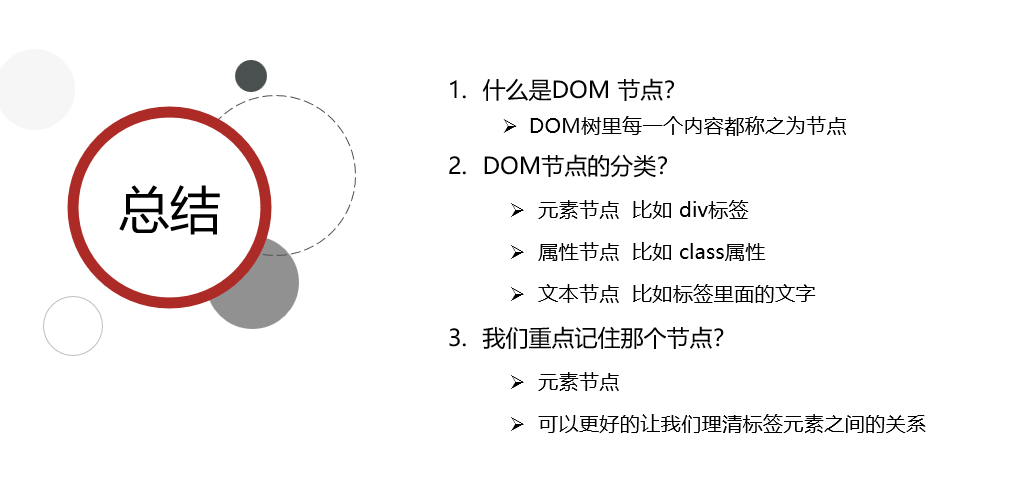 总结
1. 什么是DOM 节点？
➢ DOM树里每一个内容都称之为节点
2. DOM节点的分类？
➢ 元素节点 比如 div标签
➢ 属性节点 比如 class属性
➢ 文本节点 比如标签里面的文字
3. 我们重点记住那个节点？
➢ 元素节点
➢ 可以更好的让我们理清标签元素之间的关系